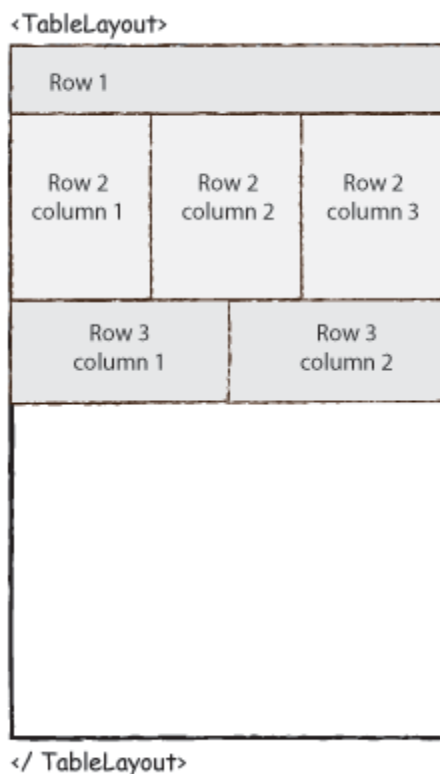 <TableLayout>
Row 1
Row 2
column 1
Row 2
column 2
Row 2
column 3
Row 3
column 1
Row 3
column 2
</ TableLayout>